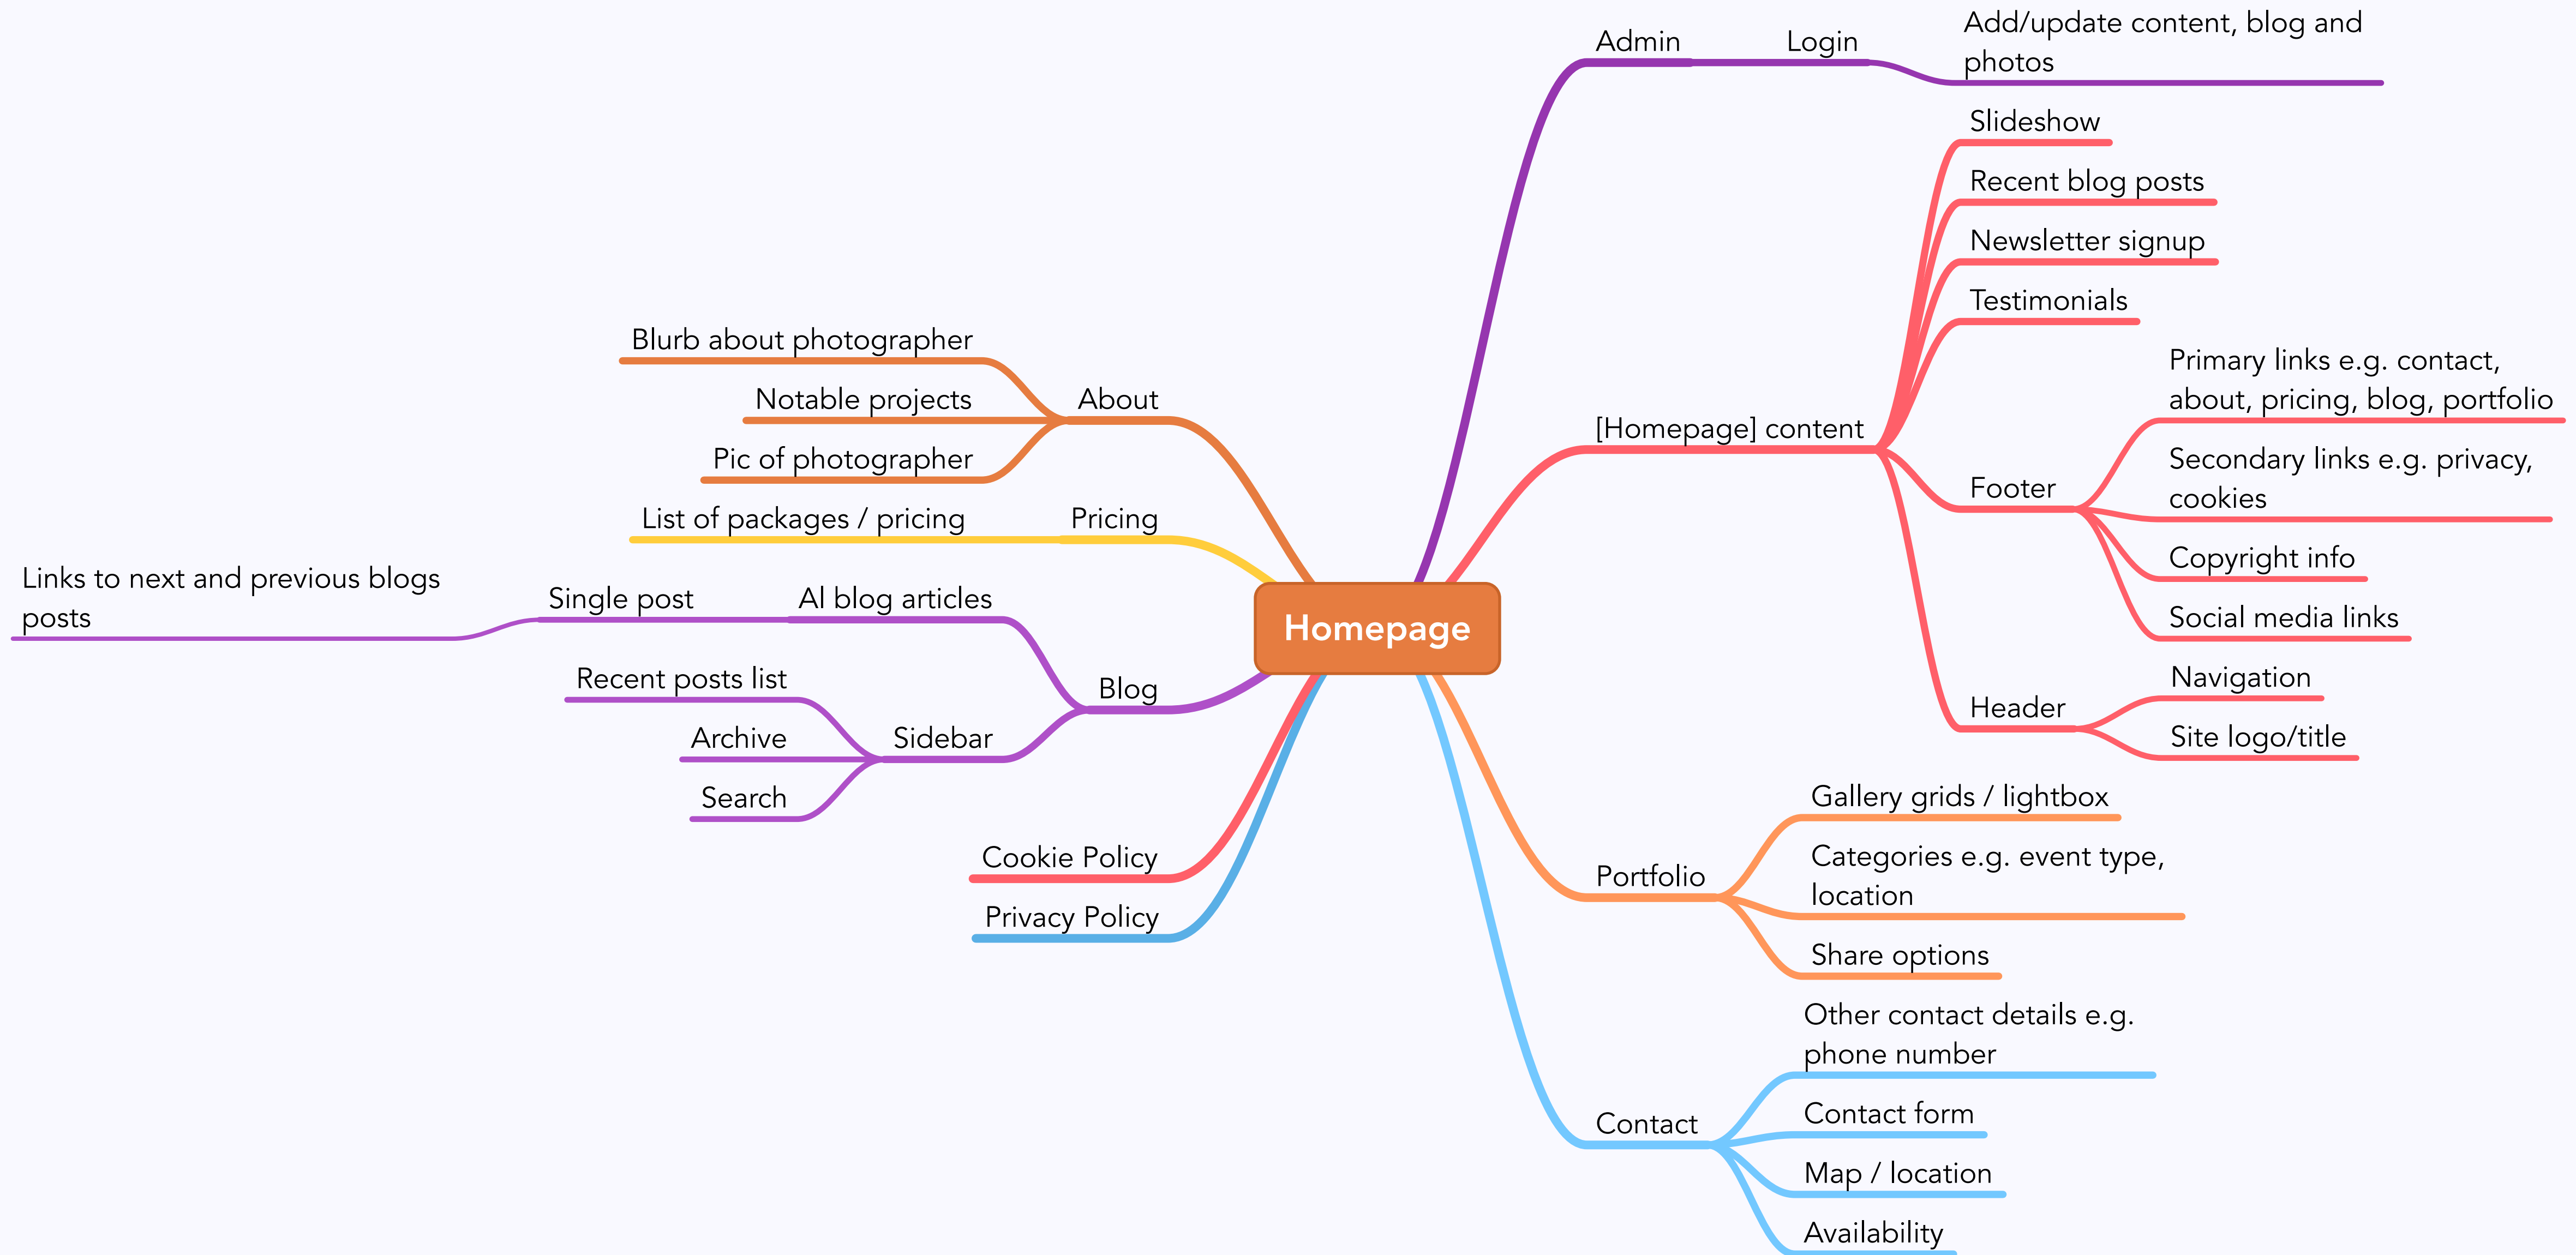 Homepage
Admin
Login
Add/update content, blog and
photos
[Homepage] content
Slideshow
Recent blog posts
Newsletter signup
Testimonials
Footer
Primary links e.g. contact,
about, pricing, blog, portfolio
Secondary links e.g. privacy,
cookies
Copyright info
Social media links
Header
Navigation
Site logo/title
Portfolio
Gallery grids / lightbox
Categories e.g. event type,
location
Share options
Contact
Other contact details e.g.
phone number
Contact form
Map / location
Availability
About
Blurb about photographer
Notable projects
Pic of photographer
Pricing
List of packages / pricing
Blog
Al blog articles
Single post
Links to next and previous blogs
posts
Sidebar
Recent posts list
Archive
Search
Cookie Policy
Privacy Policy